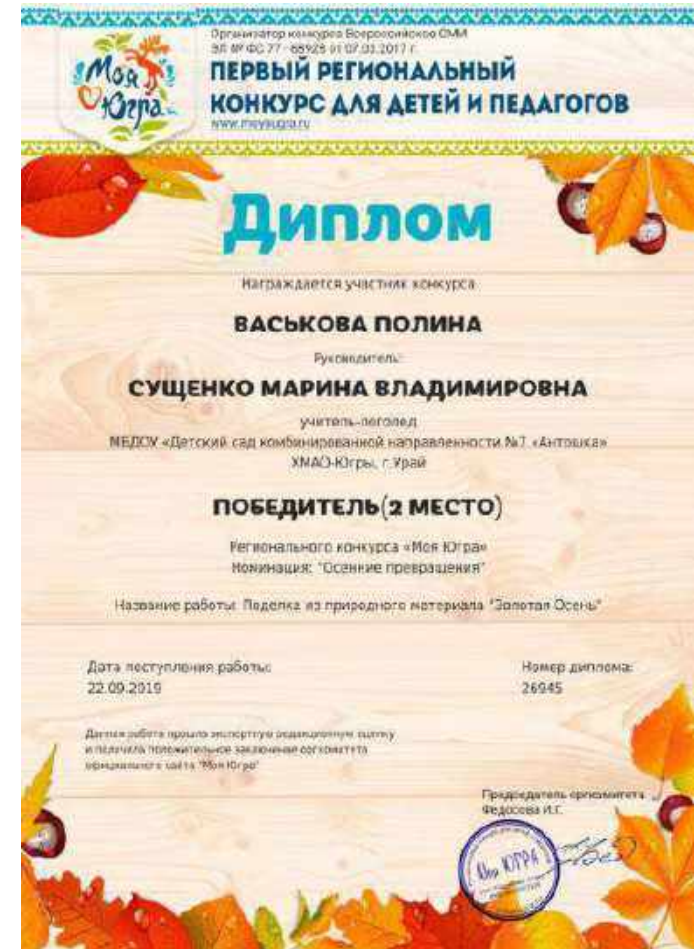 Моя Югра
Организатор конкурса Всероссийское СМИ
ЭЛ № ФС 77 - 68928 от 07.03.2017 г.
ПЕРВЫЙ РЕГИОНАЛЬНЫЙ
КОНКУРС ДЛЯ ДЕТЕЙ И ПЕДАГОГОВ
www.moyaugra.ru
Диплом
Награждается участник конкурса
ВАСЬКОВА ПОЛИНА
Руководитель:
СУЩЕНКО МАРИНА ВЛАДИМИРОВНА
учитель-логопед
МБДОУ «Детский сад комбинированной направленности №7 «Антошка»
ХМАО-Югры, г.Урай
ПОБЕДИТЕЛЬ(2 МЕСТО)
Регионального конкурса «Моя Югра»
Номинация: "Осенние превращения"
Название работы: Поделка из природного материала "Золотая Осень"
Дата поступления работы:
22.09.2019
Номер диплома:
26945
Данная работа прошла экспертную редакционную оценку
и получила положительное заключение оргкомитета
официального сайта "Моя Югра"
Председатель оргкомитета
Федосова И.Г.
Моя ЮГРА